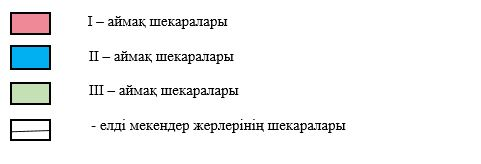 I – аймақ шекаралары
II – аймақ шекаралары
III – аймақ шекаралары
- елді мекендер жерлерінің шекаралары